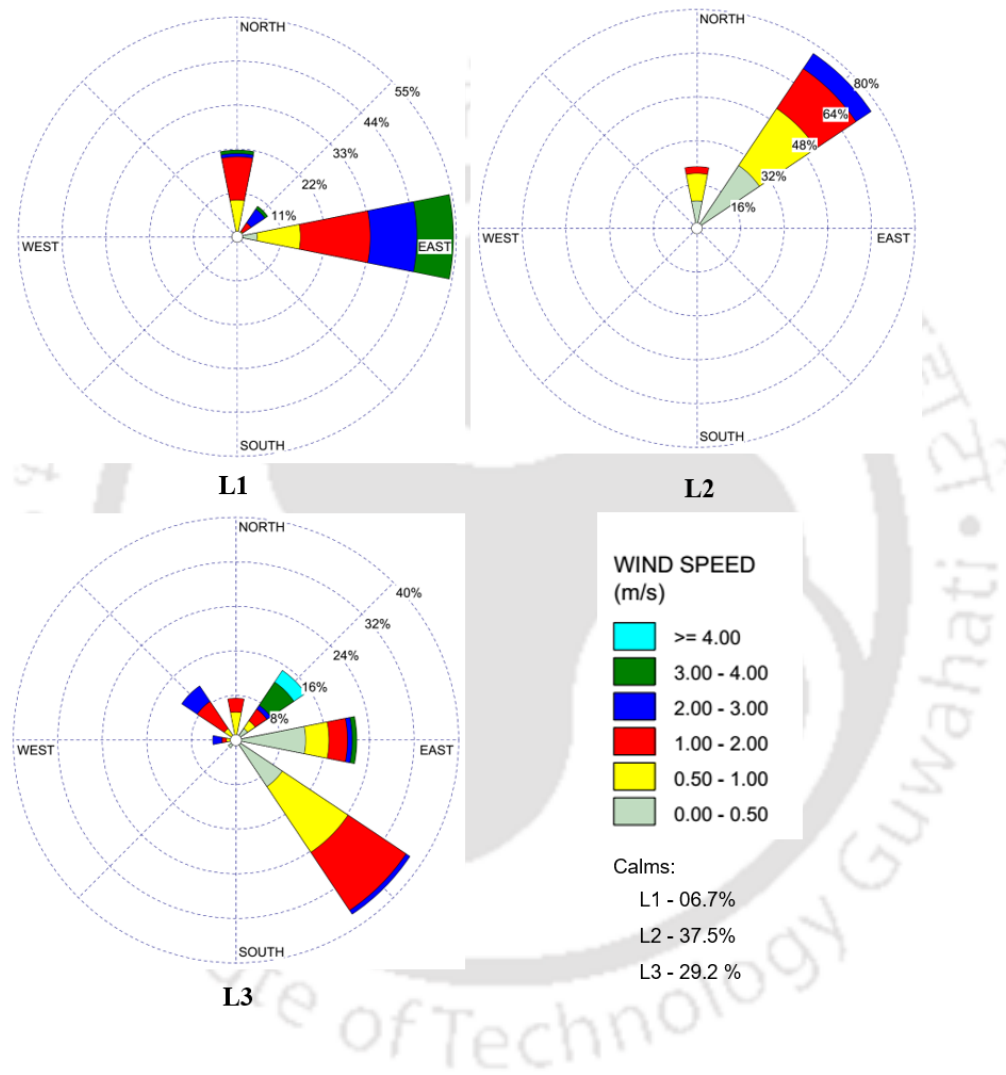 NORTH
55%
44%
33%
22%
11%
WEST
EAST
SOUTH
L1
NORTH
80%
64%
48%
32%
16%
WEST
EAST
SOUTH
L2
NORTH
40%
32%
24%
16%
8%
WEST
EAST
SOUTH
L3
WIND SPEED
(m/s)
>= 4.00
3.00 - 4.00
2.00 - 3.00
1.00 - 2.00
0.50 - 1.00
0.00 - 0.50
Calms:
L1 - 06.7%
L2 - 37.5%
L3 - 29.2 %
te of Technology Guwahati